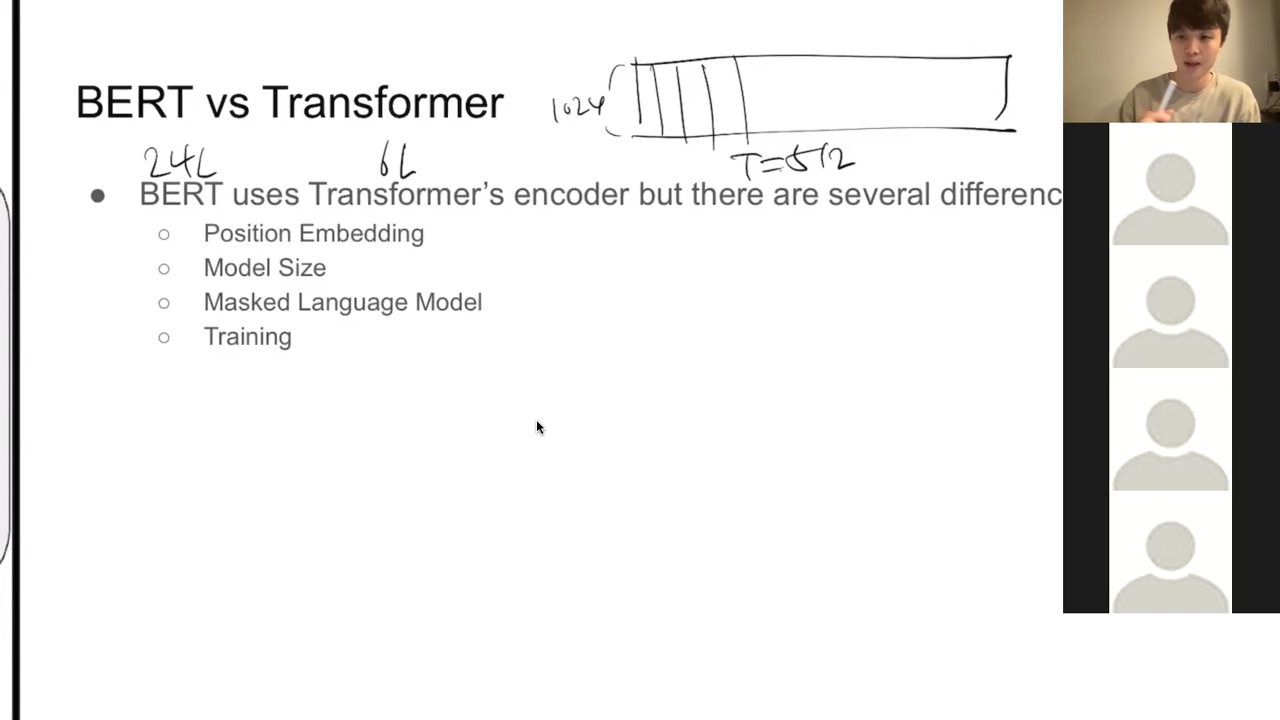 BERT vs Transformer
1024
T=512
24L 6L
● BERT uses Transformer’s encoder but there are several differenc
○ Position Embedding
○ Model Size
○ Masked Language Model
○ Training